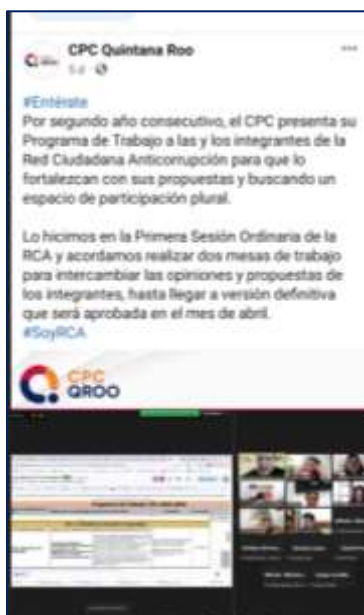 CPC Quintana Roo
5 d
#Entérate
Por segundo año consecutivo, el CPC presenta su
Programa de Trabajo a las y los integrantes de la
Red Ciudadana Anticorrupción para que lo
fortalezcan con sus propuestas y buscando un
espacio de participación plural.
Lo hicimos en la Primera Sesión Ordinaria de la
RCA y acordamos realizar dos mesas de trabajo
para intercambiar las opiniones y propuestas de
los integrantes, hasta llegar a versión definitiva
que será aprobada en el mes de abril.
#SoyRCA
CPC
QROO